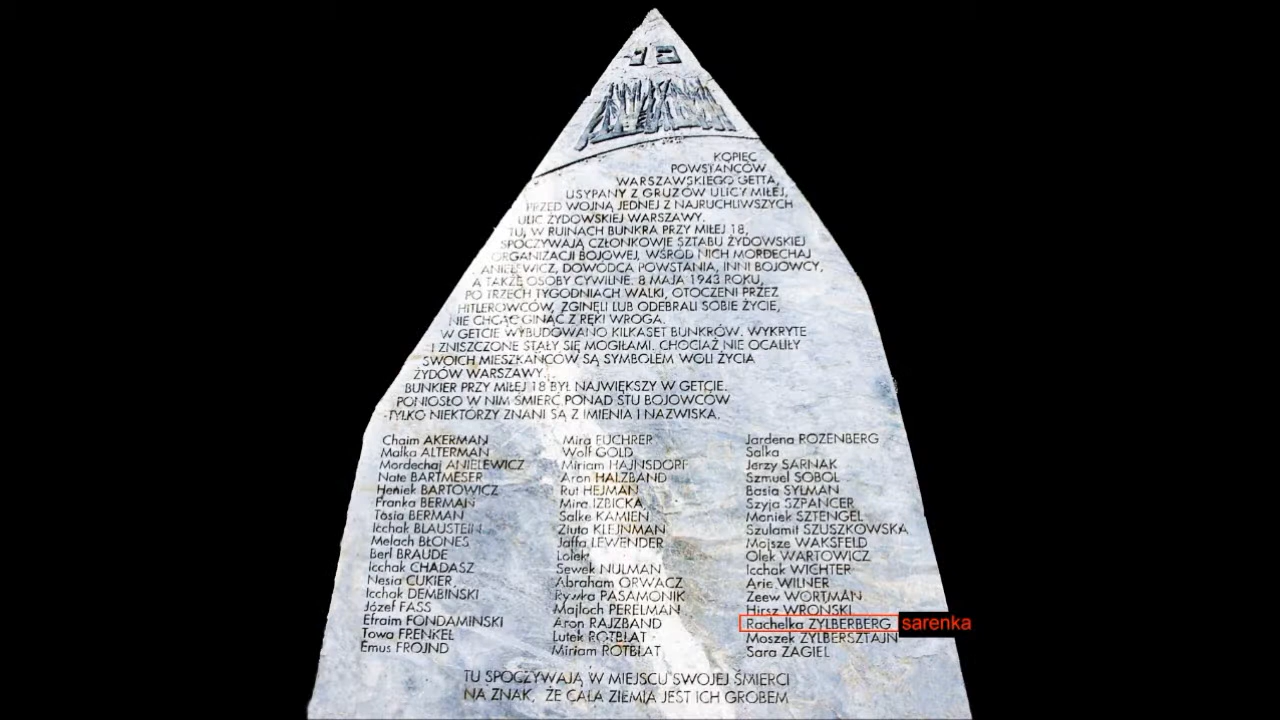 18
KOPIEC
POWSTAŃCÓW
WARSZAWSKIEGO GETTA,
USYPANY Z GRUZÓW ULICY MIŁEJ,
PRZED WOJNĄ JEDNEJ Z NAJRUCHLIWSZYCH
ULIC ŻYDOWSKIEJ WARSZAWY.
TU, W RUINACH BUNKRA PRZY MIŁEJ 18,
SPOCZYWAJĄ CZŁONKOWIE SZTABU ŻYDOWSKIEJ
ORGANIZACJI BOJOWEJ, WŚRÓD NICH MORDECHAJ
ANIELEWICZ, DOWÓDCA POWSTANIA, INNI BOJOWCY,
A TAKŻE OSOBY CYWILNE. 8 MAJA 1943 ROKU,
PO TRZECH TYGODNIACH WALKI, OTOCZENI PRZEZ
HITLEROWCÓW, ZGINĘLI LUB ODEBRALI SOBIE ŻYCIE,
NIE CHCĄC GINĄĆ Z RĘKI WROGA.
W GETCIE WYBUDOWANO KILKASET BUNKRÓW. WYKRYTE
I ZNISZCZONE STAŁY SIĘ MOGIŁAMI. CHOCIAŻ NIE OCALIŁY
SWOICH MIESZKAŃCÓW SĄ SYMBOLEM WOLI ŻYCIA
ŻYDÓW WARSZAWY.
BUNKIER PRZY MIŁEJ 18 BYŁ NAJWIĘKSZY W GETCIE.
PONIOSŁO W NIM ŚMIERĆ PONAD STU BOJOWCÓW
-TYLKO NIEKTÓRZY ZNANI SĄ Z IMIENIA I NAZWISKA.
Chaim AKERMAN
Malka ALTERMAN
Mordechaj ANIELEWICZ
Nate BARTMESER
Heniek BARTOWICZ
Franka BERMAN
Tosia BERMAN
Icchak BLAUSTEIN
Melach BŁONES
Berl BRAUDE
Icchak CHADASZ
Nesia CUKIER
Icchak DEMBIŃSKI
Józef FASS
Efraim FONDAMIŃSKI
Towa FRENKEL
Emus FROJND
Mira FUCHRER
Wolf GOLD
Miriam HAJNSDORF
Aron HALZBAND
Rut HEJMAN
Mira IZBICKA
Salke KAMIEŃ
Ziuta KLEJNMAN
Jaffa LEWENDER
Lolek
Sewek NULMAN
Abraham ORWACZ
Rywka PASAMONIK
Majloch PERELMAN
Aron RAJZBAND
Lutek ROTBLAT
Miriam ROTBLAT
Jardena ROZENBERG
Salka
Jerzy SARNAK
Szmuel SOBOL
Basia SYLMAN
Szyja SZPANCER
Moniek SZTENGEL
Szulamit SZUSZKOWSKA
Mojsze WAKSFELD
Olek WARTOWICZ
Icchak WICHTER
Arie WILNER
Zeew WORTMAN
Hirsz WROŃSKI
Rachelka ZYLBERBERG sarenka
Moszek ZYLBERSZTAJN
Sara ŻAGIEL
TU SPOCZYWAJĄ W MIEJSCU SWOJEJ ŚMIERCI
NA ZNAK, ŻE CAŁA ZIEMIA JEST ICH GROBEM